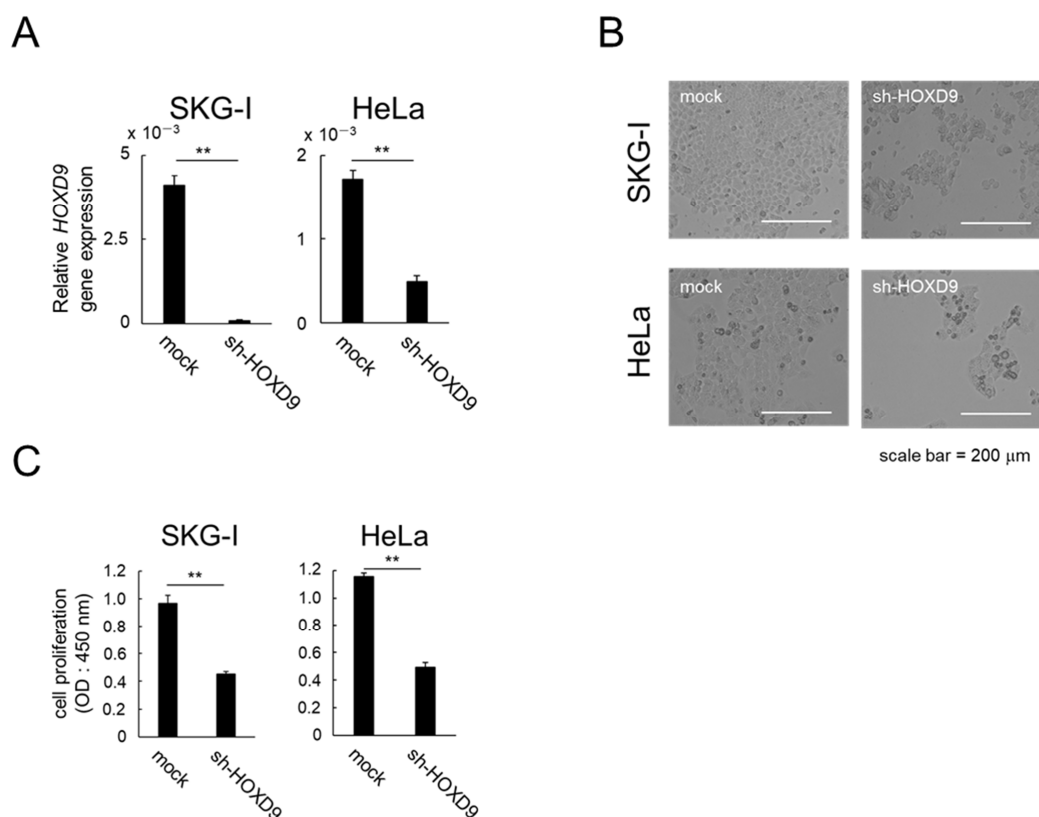 A
SKG-I
HeLa
x 10⁻³
x 10⁻³
5
2.5
0
2
1
0
**
**
Relative HOXD9
gene expression
mock
sh-HOXD9
mock
sh-HOXD9
B
mock
sh-HOXD9
SKG-I
mock
sh-HOXD9
HeLa
scale bar = 200 μm
C
SKG-I
HeLa
1.2
1.0
0.8
0.6
0.4
0.2
0
1.2
1.0
0.8
0.6
0.4
0.2
0
**
**
cell proliferation
(OD : 450 nm)
mock
sh-HOXD9
mock
sh-HOXD9